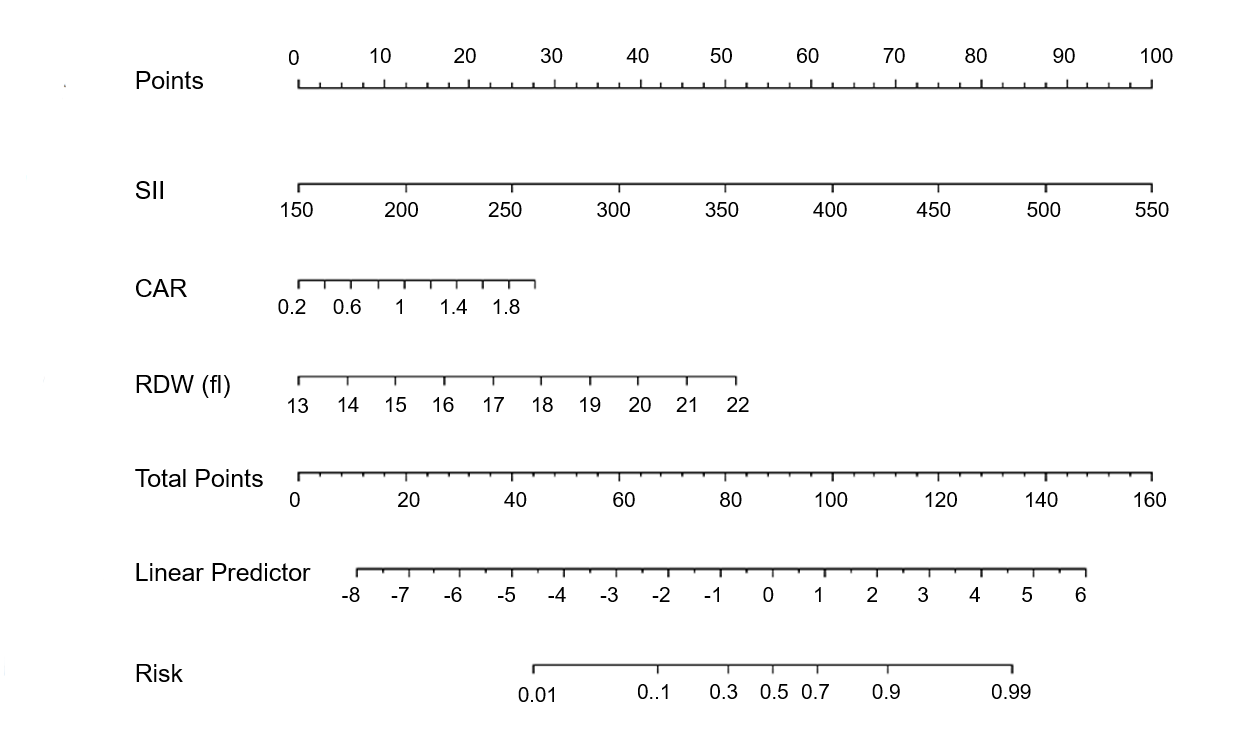 0 10 20 30 40 50 60 70 80 90 100
Points
SII
150 200 250 300 350 400 450 500 550
CAR
0.2 0.6 1 1.4 1.8
RDW (fl)
13 14 15 16 17 18 19 20 21 22
Total Points
0 20 40 60 80 100 120 140 160
Linear Predictor
-8 -7 -6 -5 -4 -3 -2 -1 0 1 2 3 4 5 6
Risk
0.01 0..1 0.3 0.5 0.7 0.9 0.99